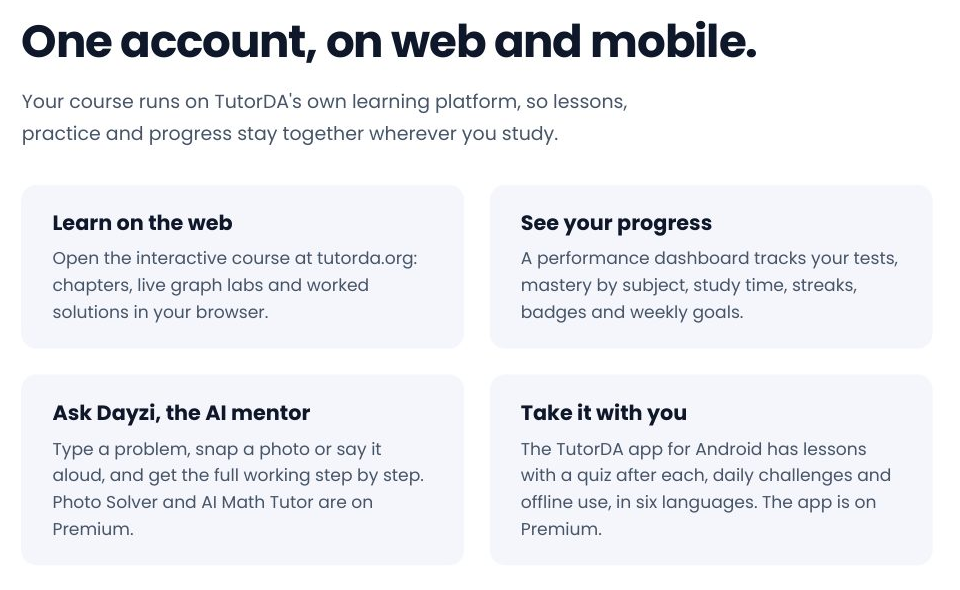 One account, on web and mobile.
Your course runs on TutorDA's own learning platform, so lessons,
practice and progress stay together wherever you study.
Learn on the web
Open the interactive course at tutorda.org:
chapters, live graph labs and worked
solutions in your browser.
See your progress
A performance dashboard tracks your tests,
mastery by subject, study time, streaks,
badges and weekly goals.
Ask Dayzi, the AI mentor
Type a problem, snap a photo or say it
aloud, and get the full working step by step.
Photo Solver and AI Math Tutor are on
Premium.
Take it with you
The TutorDA app for Android has lessons
with a quiz after each, daily challenges and
offline use, in six languages. The app is on
Premium.